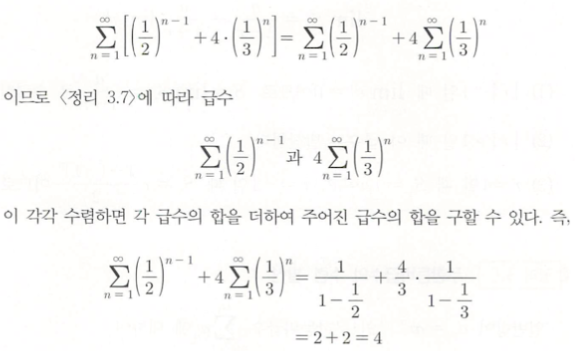 $$\sum_{n=1}^{\infty}\left[\left(\frac{1}{2}\right)^{n-1}+4\cdot\left(\frac{1}{3}\right)^{n}\right]=\sum_{n=1}^{\infty}\left(\frac{1}{2}\right)^{n-1}+4\sum_{n=1}^{\infty}\left(\frac{1}{3}\right)^{n}$$
이므로 〈정리 3.7〉에 따라 급수
$$\sum_{n=1}^{\infty}\left(\frac{1}{2}\right)^{n-1}과\ 4\sum_{n=1}^{\infty}\left(\frac{1}{3}\right)^{n}$$
이 각각 수렴하면 각 급수의 합을 더하여 주어진 급수의 합을 구할 수 있다. 즉,
$$\sum_{n=1}^{\infty}\left(\frac{1}{2}\right)^{n-1}+4\sum_{n=1}^{\infty}\left(\frac{1}{3}\right)^{n}=\frac{1}{1-\frac{1}{2}}+\frac{4}{3}\cdot\frac{1}{1-\frac{1}{3}}$$
$$=2+2=4$$